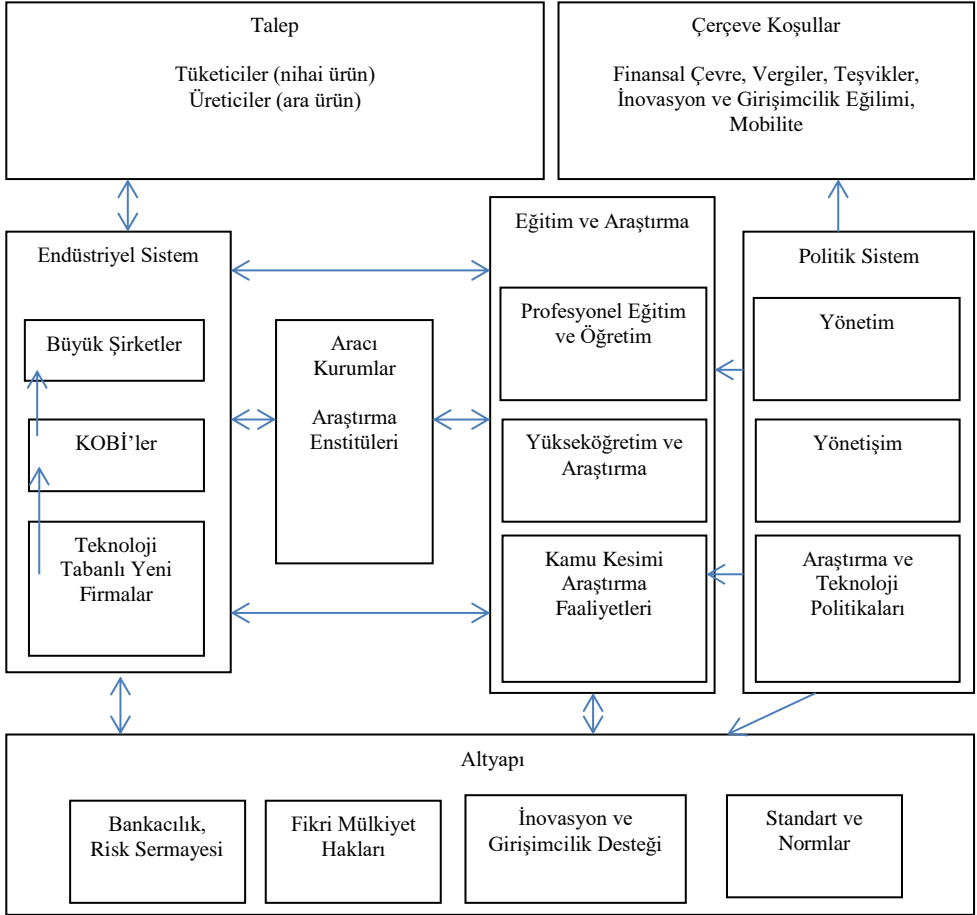 Talep
Tüketiciler (nihai ürün)
Üreticiler (ara ürün)
Çerçeve Koşullar
Finansal Çevre, Vergiler, Teşvikler,
İnovasyon ve Girişimcilik Eğilimi,
Mobilite
Endüstriyel Sistem
Büyük Şirketler
KOBİ’ler
Teknoloji
Tabanlı Yeni
Firmalar
Aracı
Kurumlar
Araştırma
Enstitüleri
Eğitim ve Araştırma
Profesyonel Eğitim
ve Öğretim
Yükseköğretim ve
Araştırma
Kamu Kesimi
Araştırma
Faaliyetleri
Politik Sistem
Yönetim
Yönetişim
Araştırma ve
Teknoloji
Politikaları
Altyapı
Bankacılık,
Risk Sermayesi
Fikri Mülkiyet
Hakları
İnovasyon ve
Girişimcilik Desteği
Standart ve
Normlar